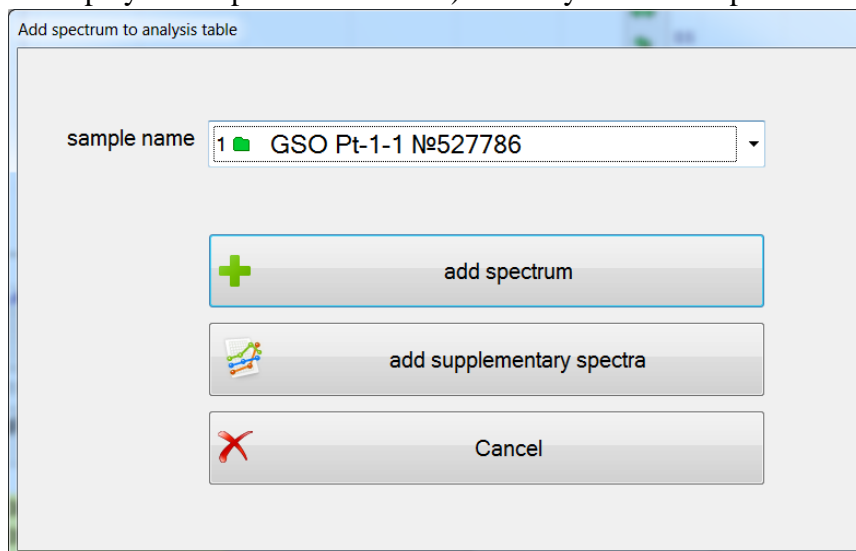 Add spectrum to analysis table
sample name
1 GSO Pt-1-1 №527786
add spectrum
add supplementary spectra
Cancel